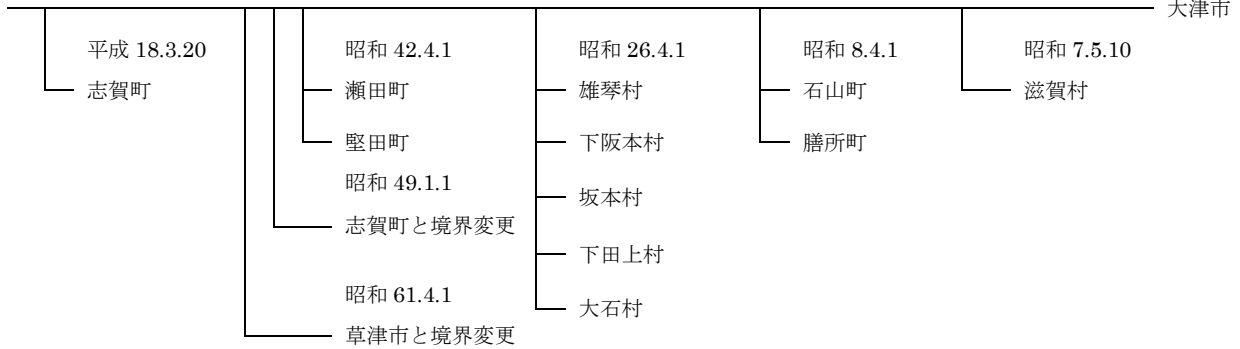 大津市
平成 18.3.20
志賀町
昭和 42.4.1
瀬田町
堅田町
昭和 49.1.1
志賀町と境界変更
昭和 61.4.1
草津市と境界変更
昭和 26.4.1
雄琴村
下阪本村
坂本村
下田上村
大石村
昭和 8.4.1
石山町
膳所町
昭和 7.5.10
滋賀村